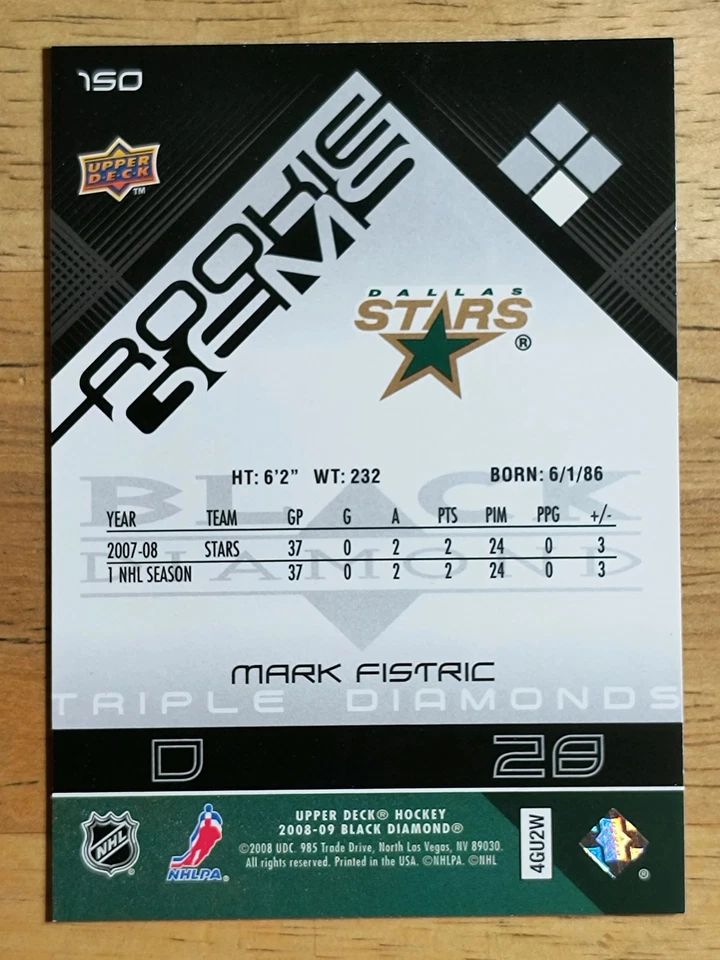 150
UPPER
D·E·C·K
TM
ROOKIE
GEMS
DALLAS
STARS
®
HT: 6'2" WT: 232 BORN: 6/1/86
BLACK
DIAMOND
YEAR TEAM GP G A PTS PIM PPG +/-
2007-08 STARS 37 0 2 2 24 0 3
1 NHL SEASON 37 0 2 2 24 0 3
MARK FISTRIC
TRIPLE DIAMONDS
D 28
NHL
NHLPA.
UPPER DECK® HOCKEY
2008-09 BLACK DIAMOND®
©2008 UDC. 985 Trade Drive, North Las Vegas, NV 89030.
All rights reserved. Printed in the USA. ©NHLPA. ©NHL
4GU2W
®